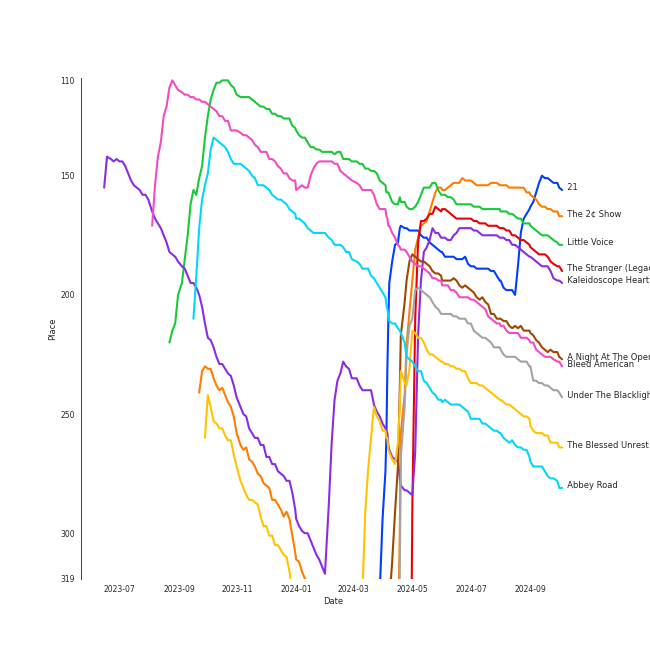 110
150
200
250
300
319
Place
2023-07
2023-09
2023-11
2024-01
2024-03
2024-05
2024-07
2024-09
Date
21
The 2¢ Show
Little Voice
The Stranger (Legac
Kaleidoscope Heart
A Night At The Oper
Bleed American
Under The Blackligh
The Blessed Unrest
Abbey Road